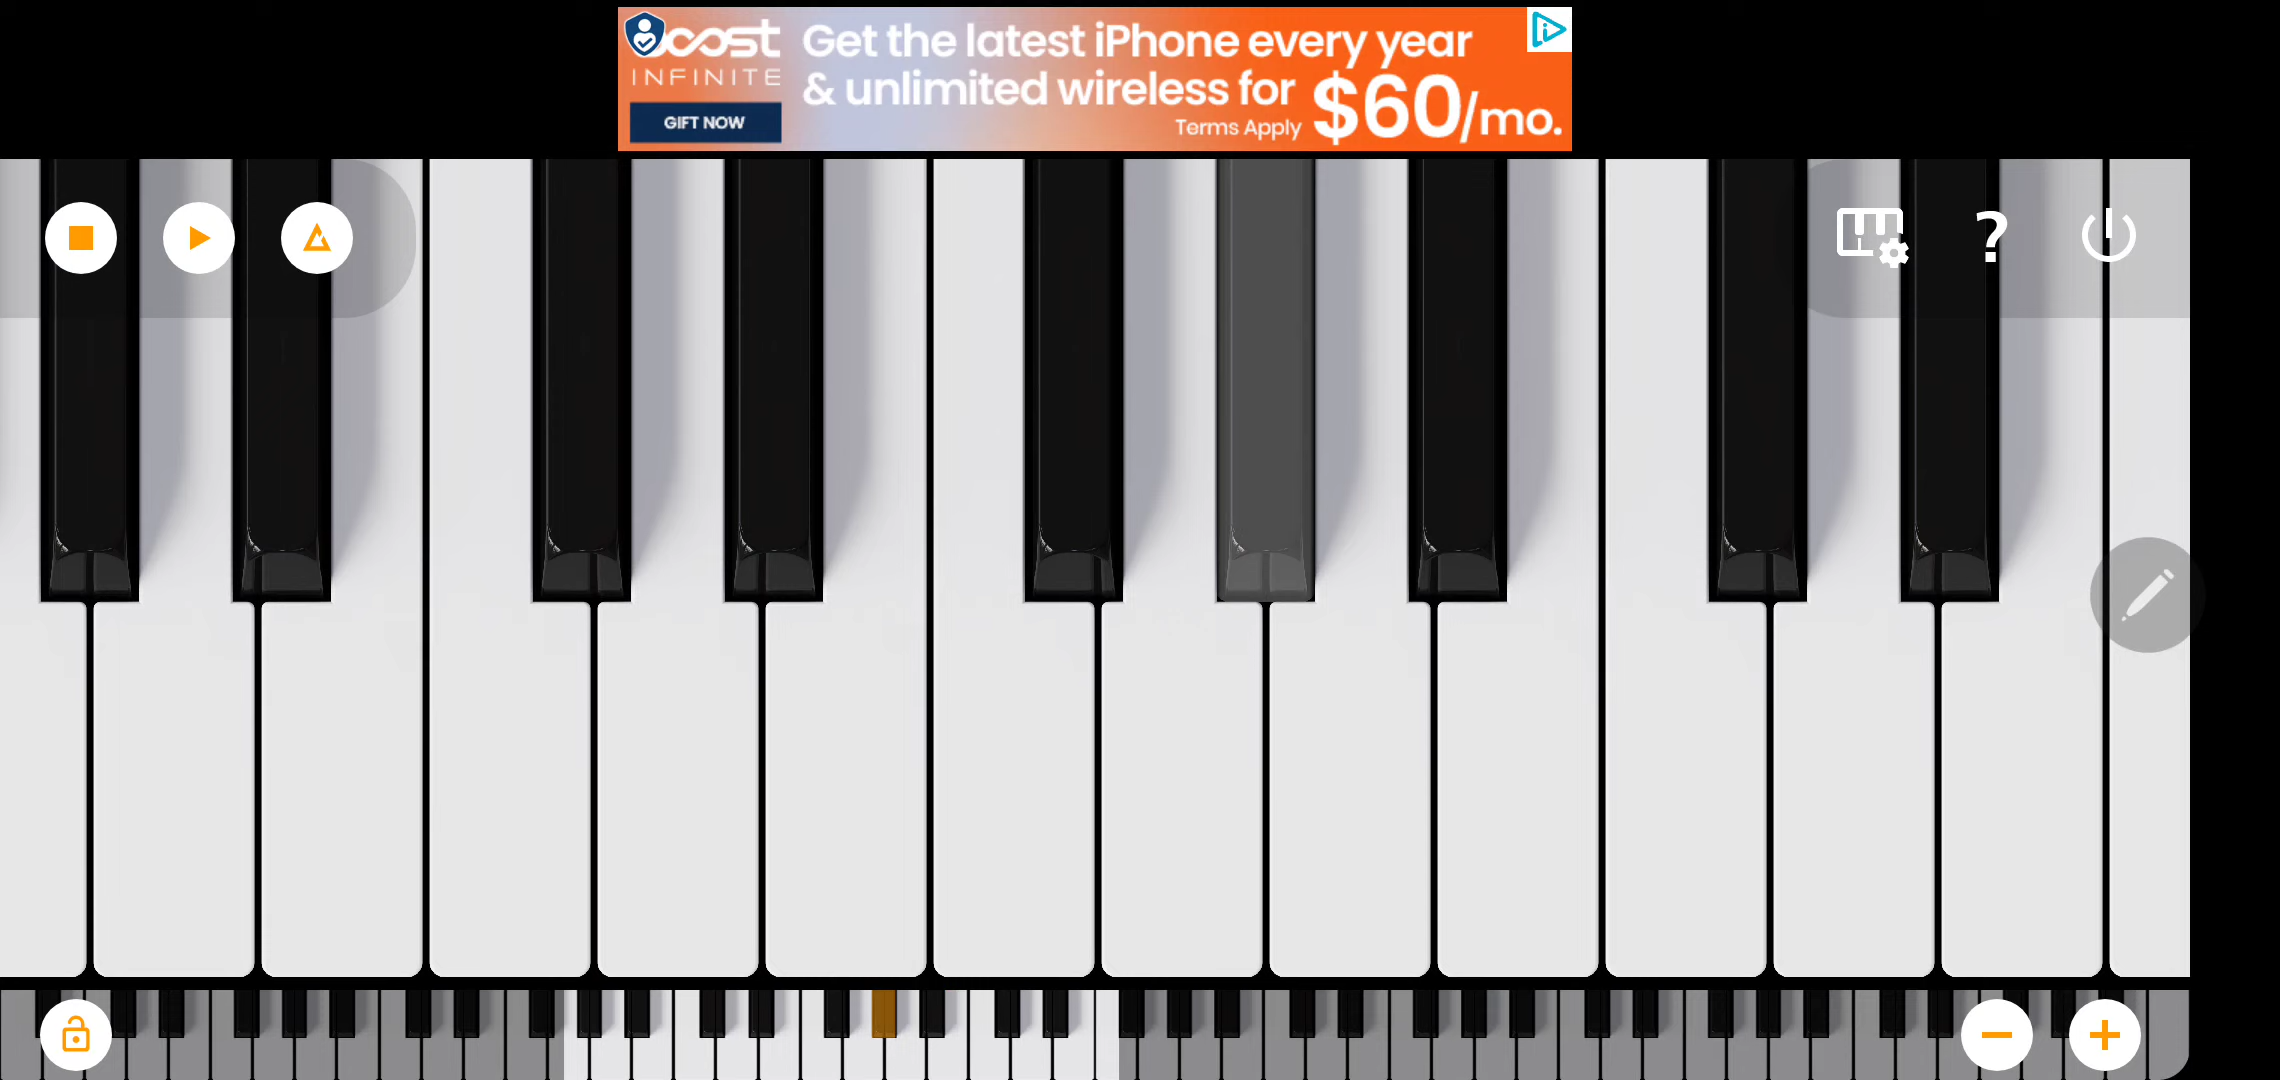 Boost
INFINITE
GIFT NOW
Get the latest iPhone every year
& unlimited wireless for $60/mo.
Terms Apply
?